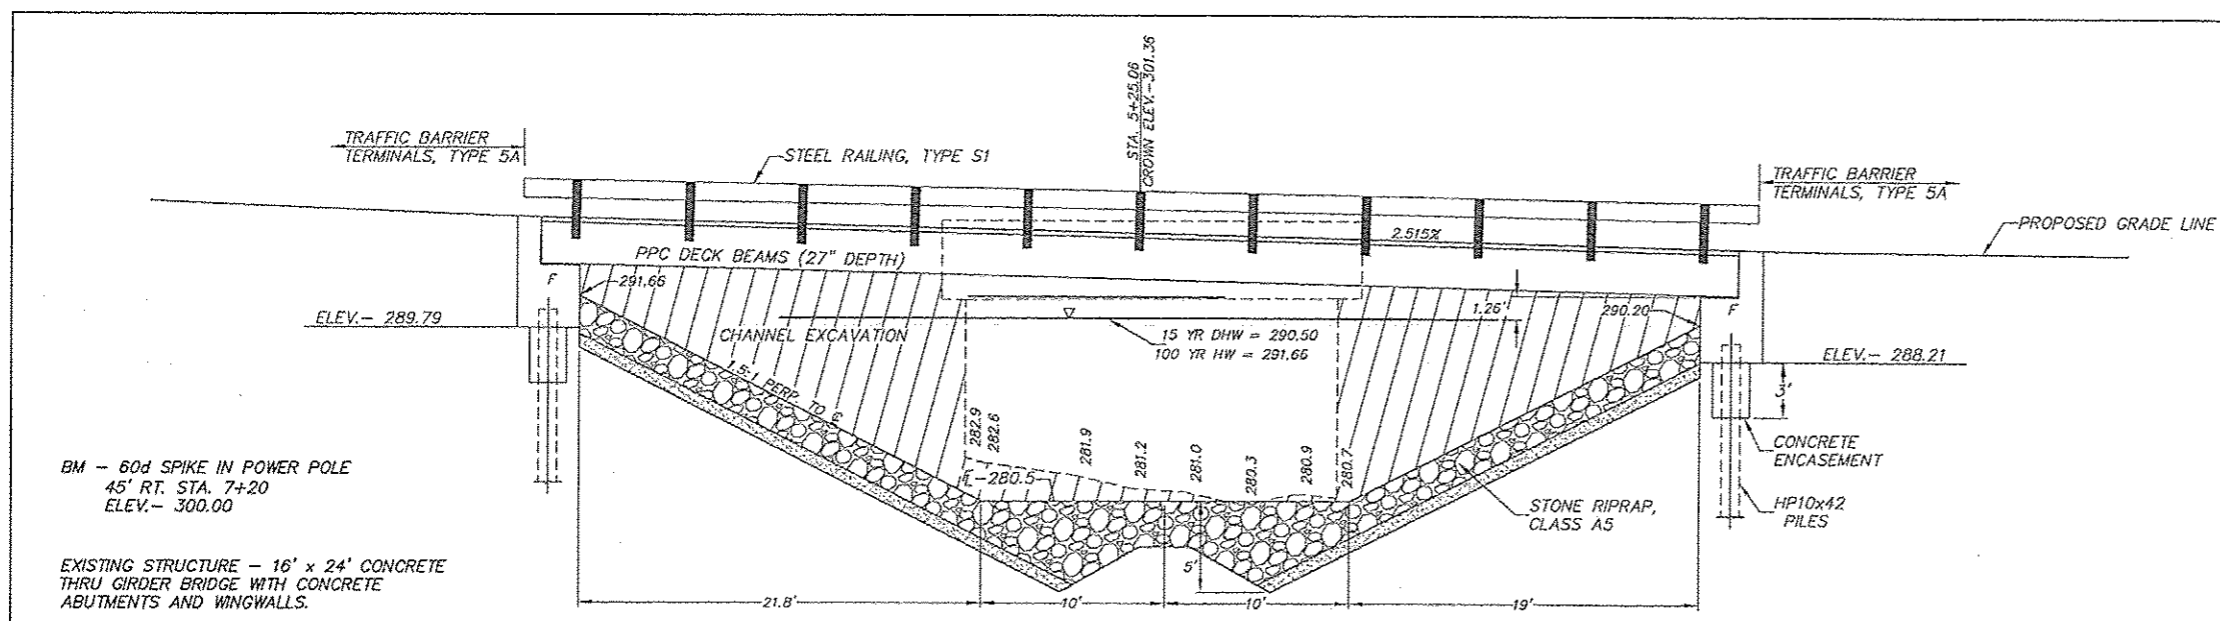 STA. 5+25.06
CROWN ELEV.-301.36
TRAFFIC BARRIER
TERMINALS, TYPE 5A
STEEL RAILING, TYPE S1
TRAFFIC BARRIER
TERMINALS, TYPE 5A
PROPOSED GRADE LINE
2.515%
PPC DECK BEAMS (27" DEPTH)
F
291.66
1.26'
290.20
F
ELEV.- 289.79
CHANNEL EXCAVATION
15 YR DHW = 290.50
100 YR HW = 291.66
ELEV.- 288.21
3'
1.5:1 PERP. TO ℄
282.9
282.6
281.9
281.2
281.0
280.3
280.9
280.7
E-280.5
CONCRETE
ENCASEMENT
BM - 60d SPIKE IN POWER POLE
45' RT. STA. 7+20
ELEV.- 300.00
STONE RIPRAP,
CLASS A5
HP10x42
PILES
EXISTING STRUCTURE - 16' x 24' CONCRETE
THRU GIRDER BRIDGE WITH CONCRETE
ABUTMENTS AND WINGWALLS.
5'
21.8'
10'
10'
19'